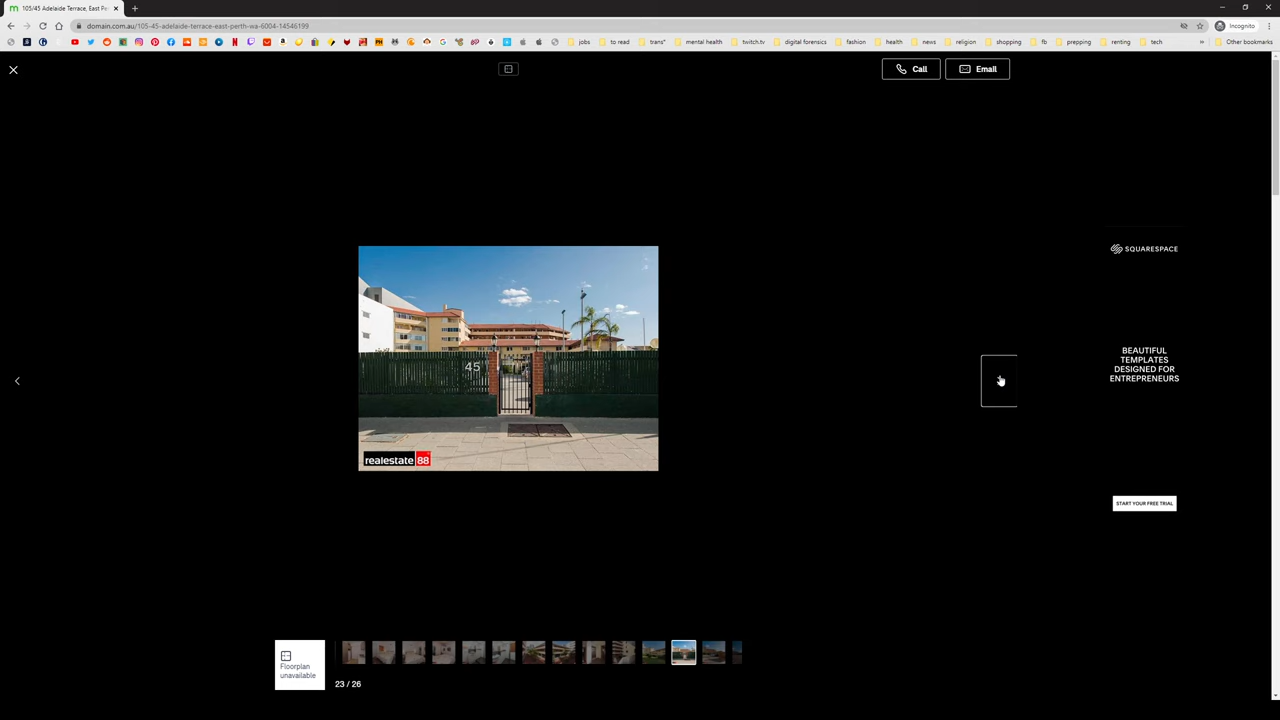 105/45 Adelaide Terrace, East Pe
domain.com.au/105-45-adelaide-terrace-east-perth-wa-6004-14546199
Incognito
jobs
to read
trans*
mental health
twitch.tv
digital forensics
fashion
health
news
religion
shopping
fb
prepping
renting
tech
»
Other bookmarks
Call
Email
45
realestate 88
SQUARESPACE
BEAUTIFUL
TEMPLATES
DESIGNED FOR
ENTREPRENEURS
START YOUR FREE TRIAL
Floorplan
unavailable
23 / 26